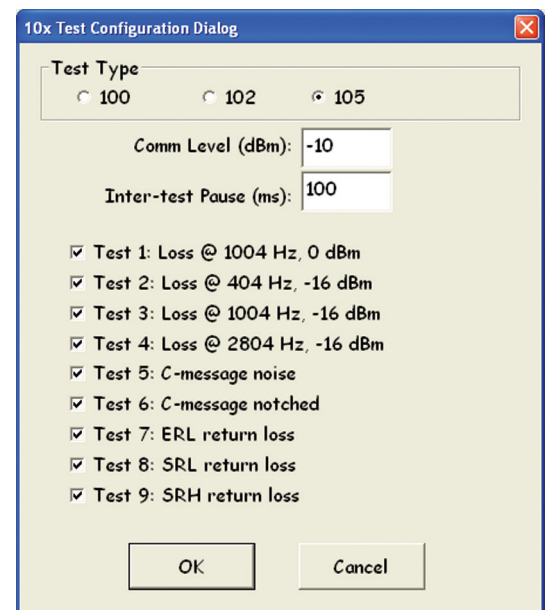 10x Test Configuration Dialog
Test Type
100 102 105
Comm Level (dBm): -10
Inter-test Pause (ms): 100
Test 1: Loss @ 1004 Hz, 0 dBm
Test 2: Loss @ 404 Hz, -16 dBm
Test 3: Loss @ 1004 Hz, -16 dBm
Test 4: Loss @ 2804 Hz, -16 dBm
Test 5: C-message noise
Test 6: C-message notched
Test 7: ERL return loss
Test 8: SRL return loss
Test 9: SRH return loss
OK Cancel